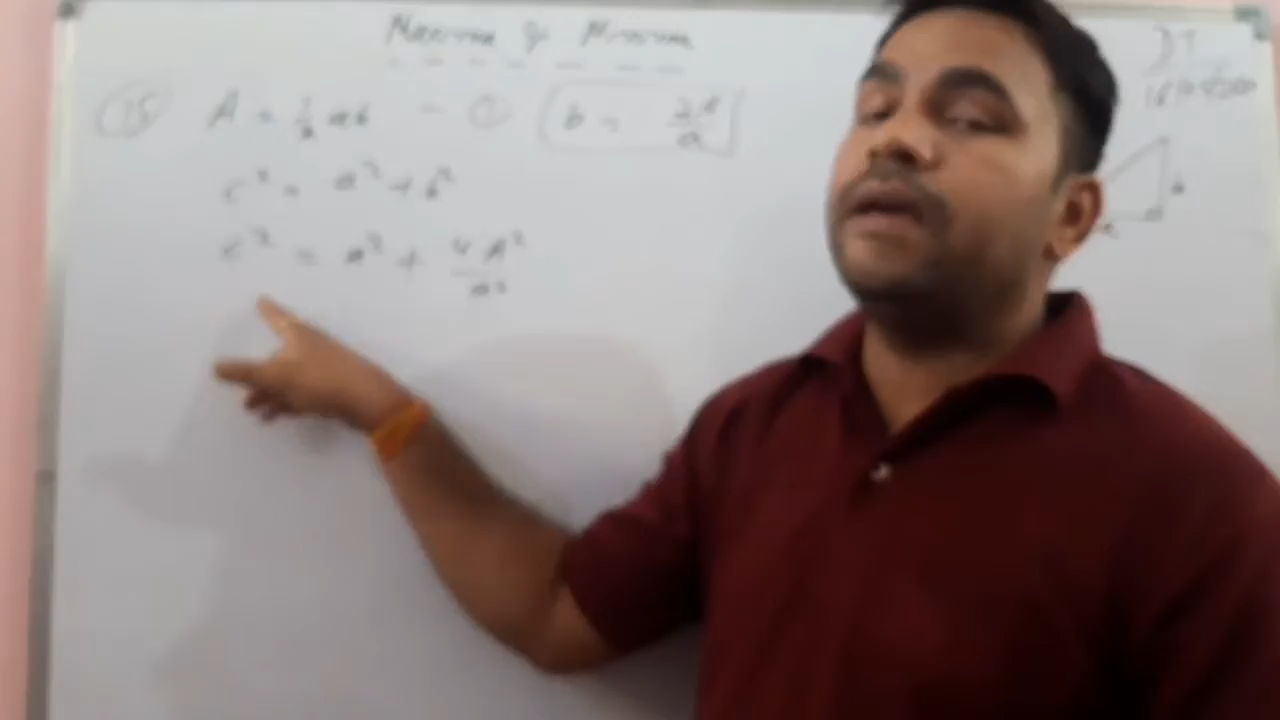 Maxima & Minima
15 A = 1/2 ab - ① b = 2A/a
c² = a² + b²
c² = a² + 4A²/a²
b